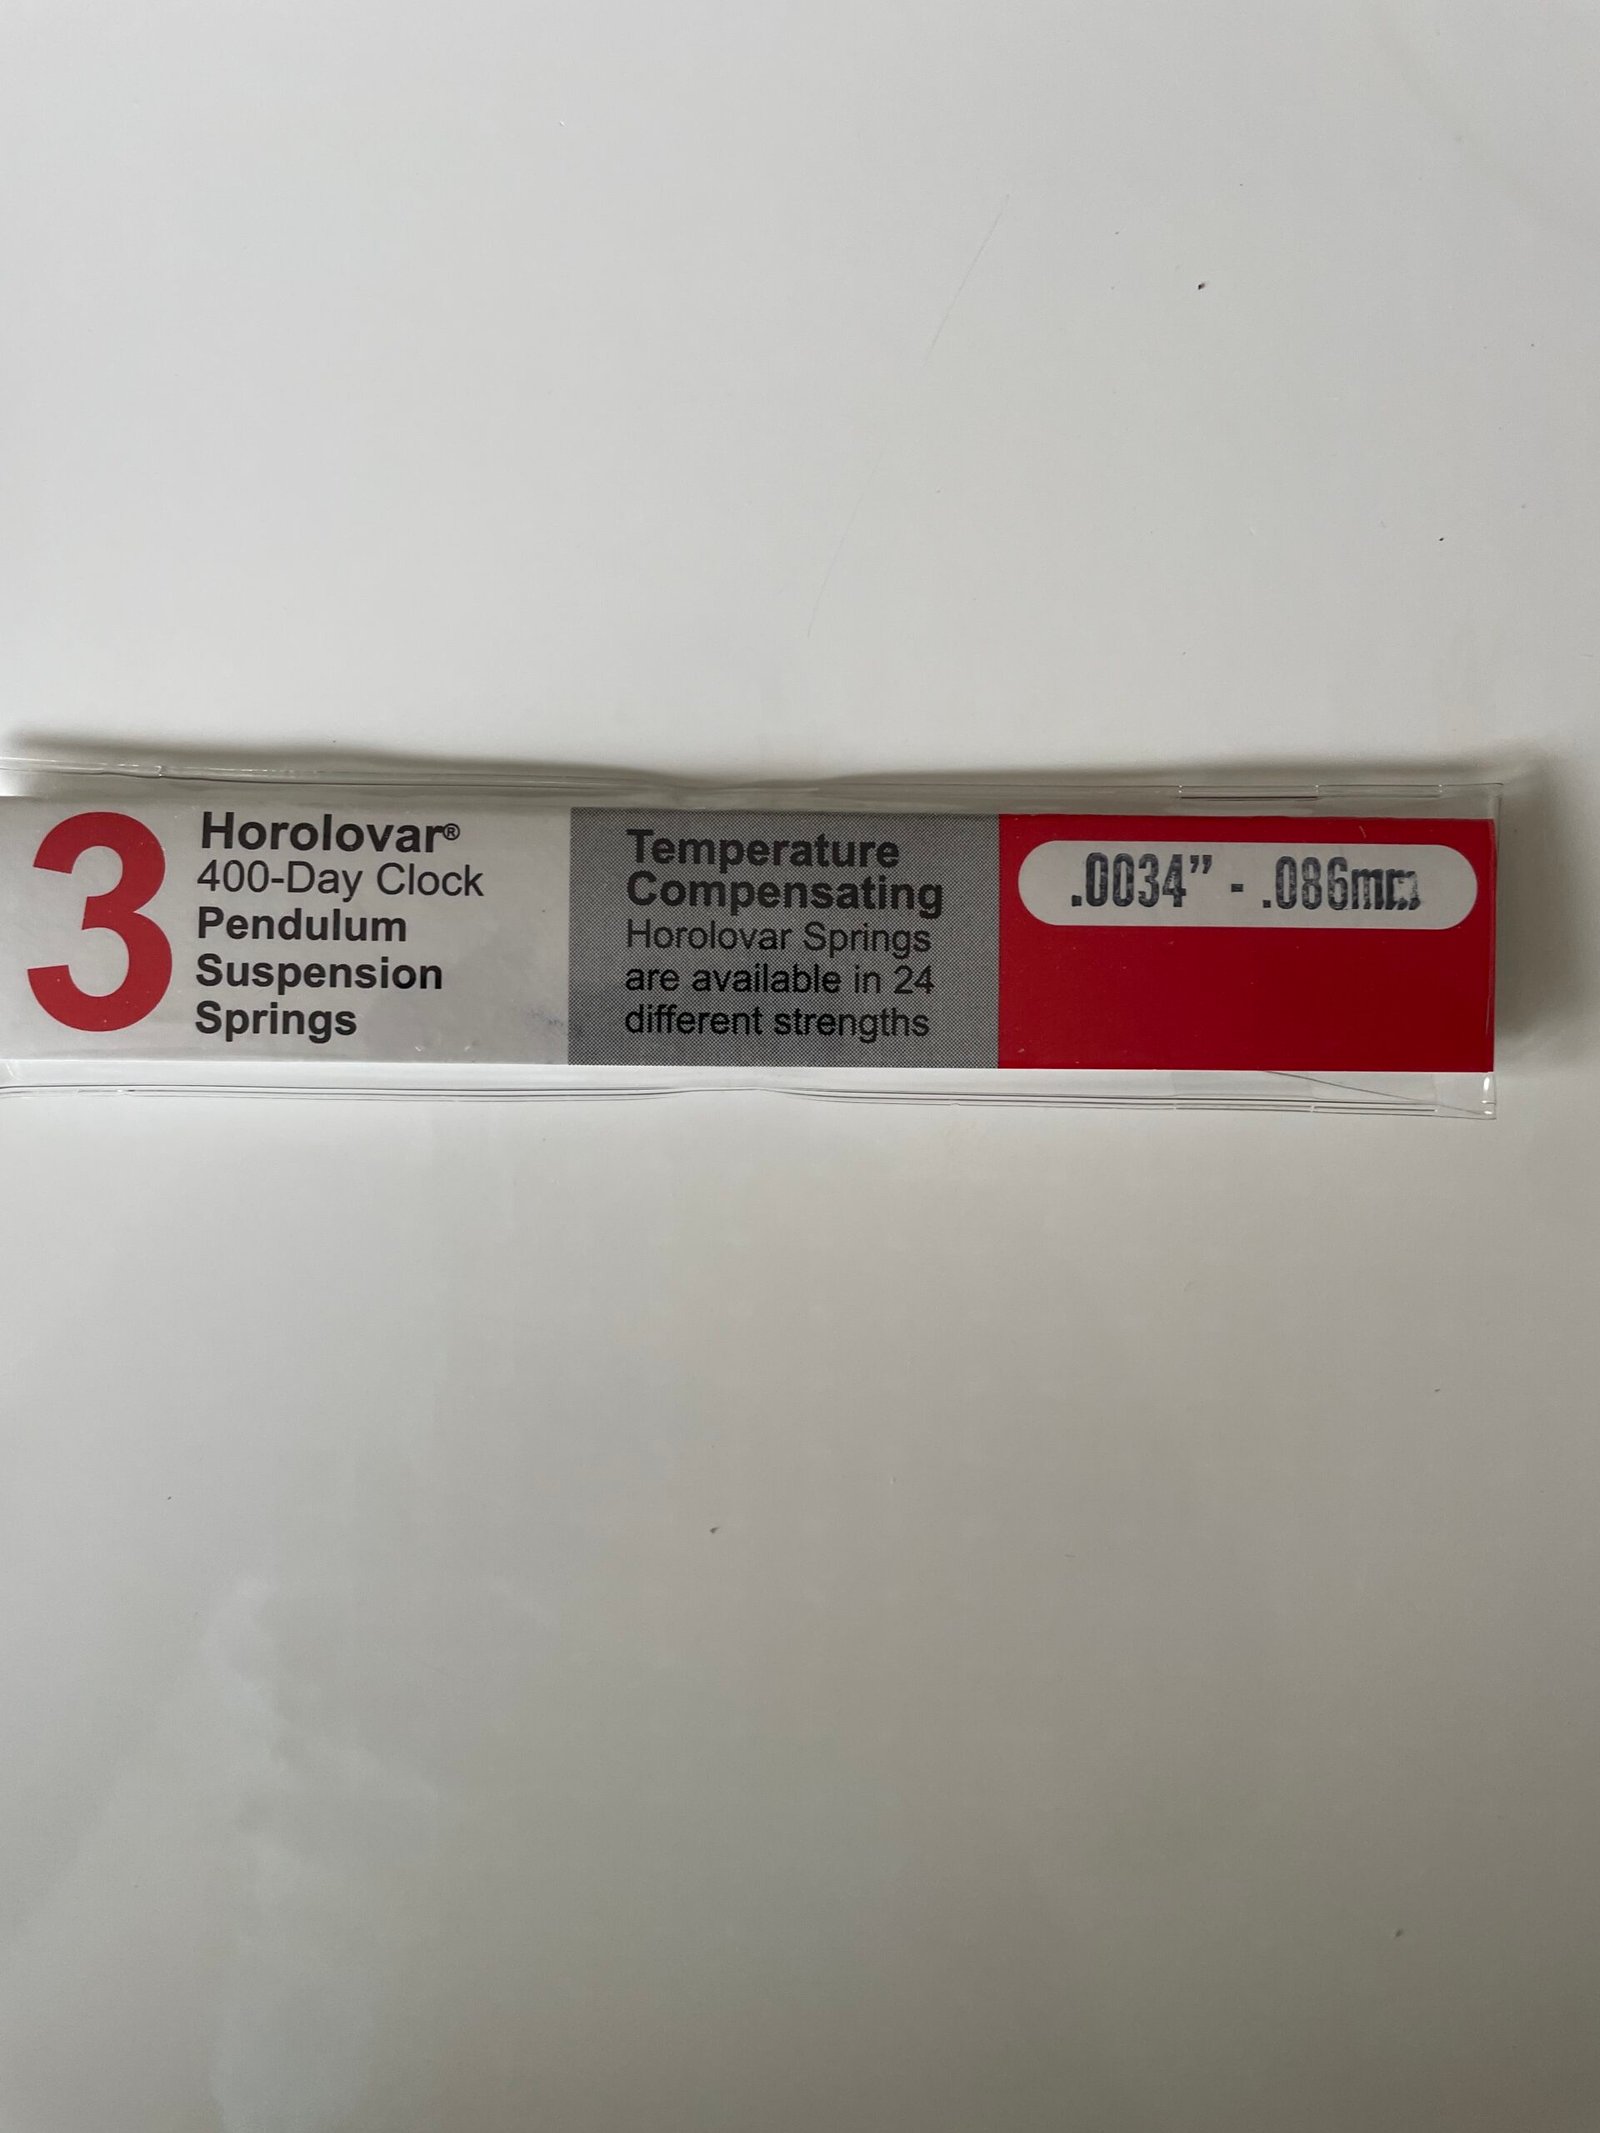 3
Horolovar®
400-Day Clock
Pendulum
Suspension
Springs
Temperature
Compensating
Horolovar Springs
are available in 24
different strengths
.0034” - .086mm